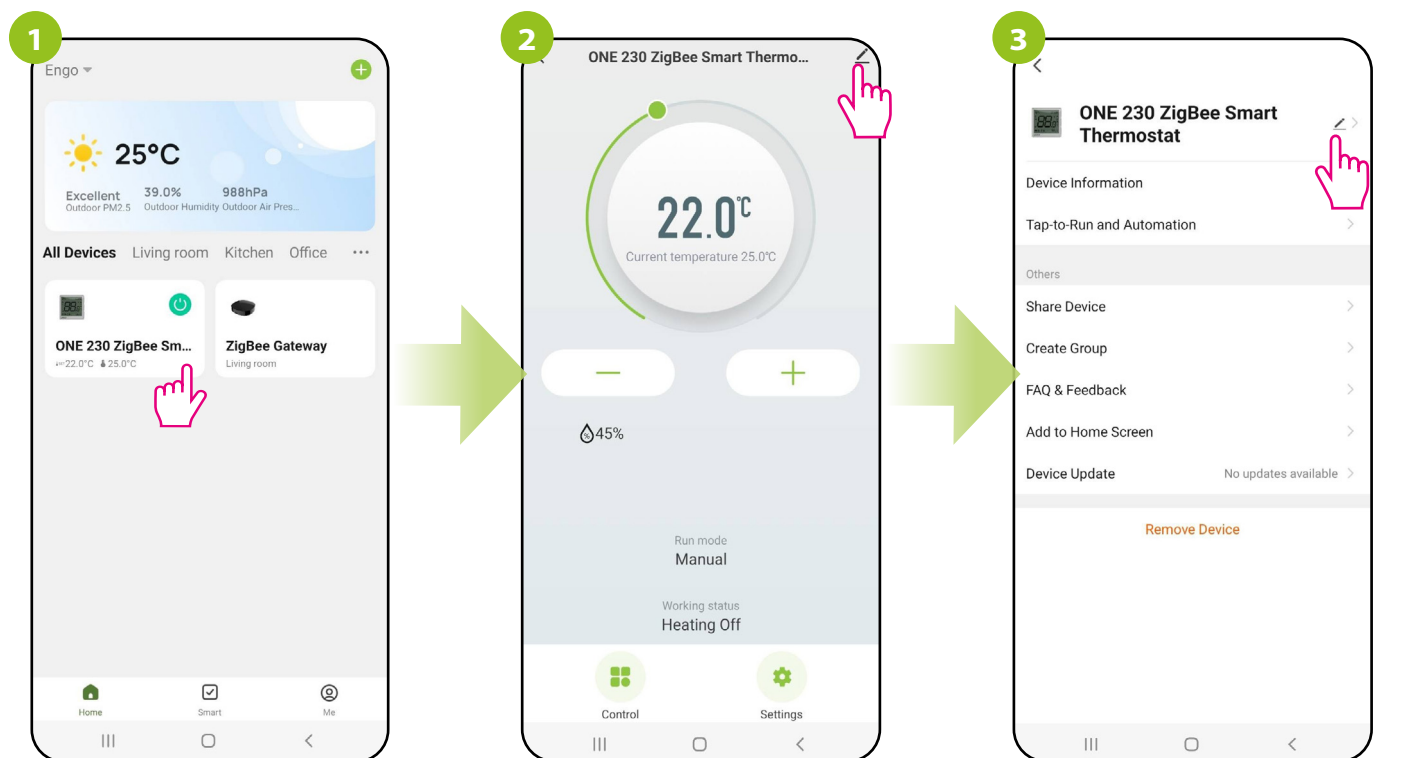 1
Engo
25°C
Excellent
Outdoor PM2.5
39.0%
Outdoor Humidity
988hPa
Outdoor Air Pres...
All Devices Living room Kitchen Office ...
ONE 230 ZigBee Sm...
22.0°C 25.0°C
ZigBee Gateway
Living room
Home Smart Me
2
ONE 230 ZigBee Smart Thermo...
22.0°C
Current temperature 25.0°C
45%
Run mode
Manual
Working status
Heating Off
Control Settings
3
ONE 230 ZigBee Smart
Thermostat
Device Information
Tap-to-Run and Automation
Others
Share Device
Create Group
FAQ & Feedback
Add to Home Screen
Device Update No updates available
Remove Device